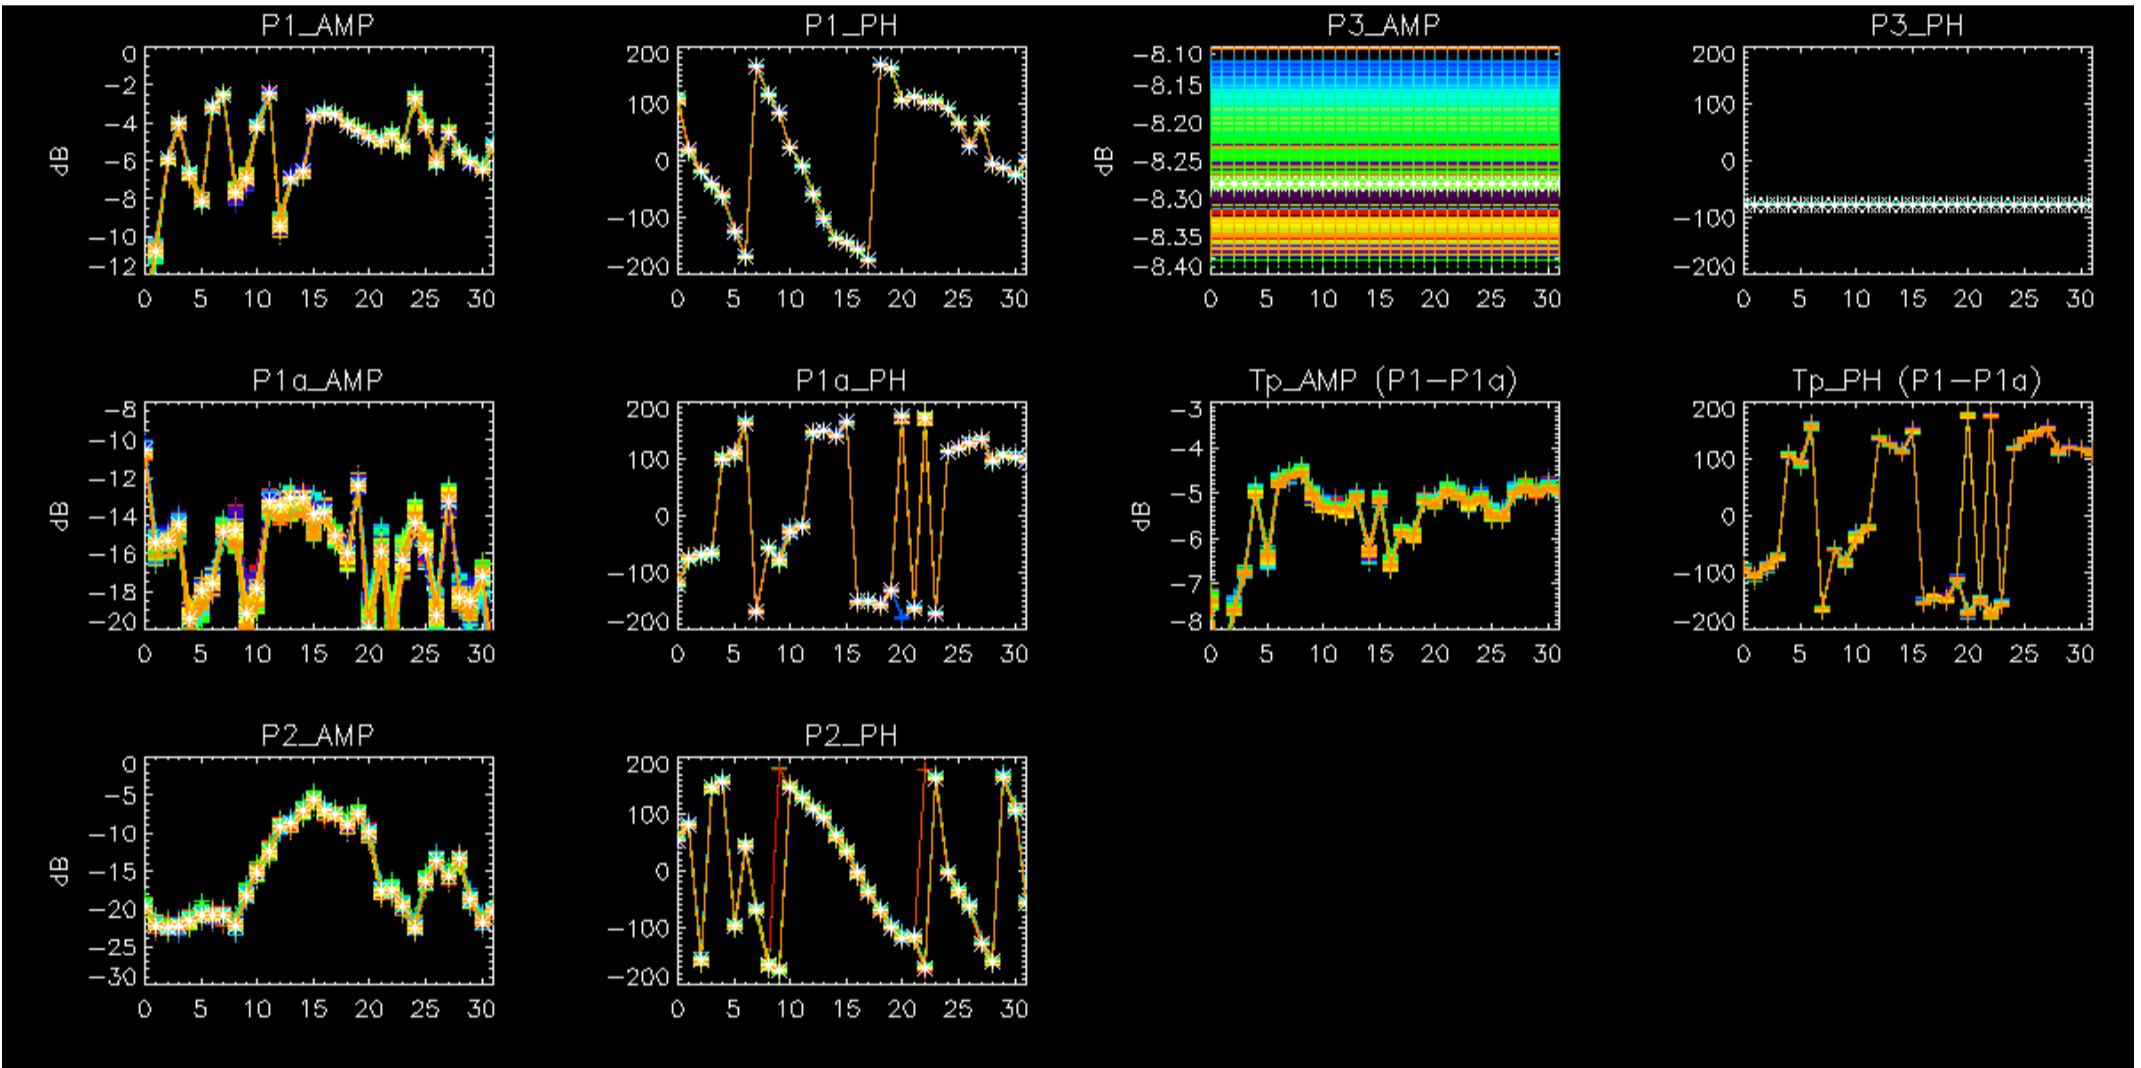 P1_AMP
dB
0
−2
−4
−6
−8
−10
−12
0 5 10 15 20 25 30
P1_PH
200
100
0
−100
−200
0 5 10 15 20 25 30
P3_AMP
dB
−8.10
−8.15
−8.20
−8.25
−8.30
−8.35
−8.40
0 5 10 15 20 25 30
P3_PH
200
100
0
−100
−200
0 5 10 15 20 25 30
P1a_AMP
dB
−8
−10
−12
−14
−16
−18
−20
0 5 10 15 20 25 30
P1a_PH
200
100
0
−100
−200
0 5 10 15 20 25 30
Tp_AMP (P1−P1a)
dB
−3
−4
−5
−6
−7
−8
0 5 10 15 20 25 30
Tp_PH (P1−P1a)
200
100
0
−100
−200
0 5 10 15 20 25 30
P2_AMP
dB
0
−5
−10
−15
−20
−25
−30
0 5 10 15 20 25 30
P2_PH
200
100
0
−100
−200
0 5 10 15 20 25 30